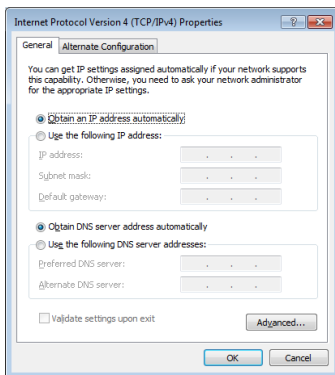 Internet Protocol Version 4 (TCP/IPv4) Properties
General
Alternate Configuration
You can get IP settings assigned automatically if your network supports
this capability. Otherwise, you need to ask your network administrator
for the appropriate IP settings.
Obtain an IP address automatically
Use the following IP address:
IP address:
Subnet mask:
Default gateway:
Obtain DNS server address automatically
Use the following DNS server addresses:
Preferred DNS server:
Alternate DNS server:
Validate settings upon exit
Advanced...
OK
Cancel